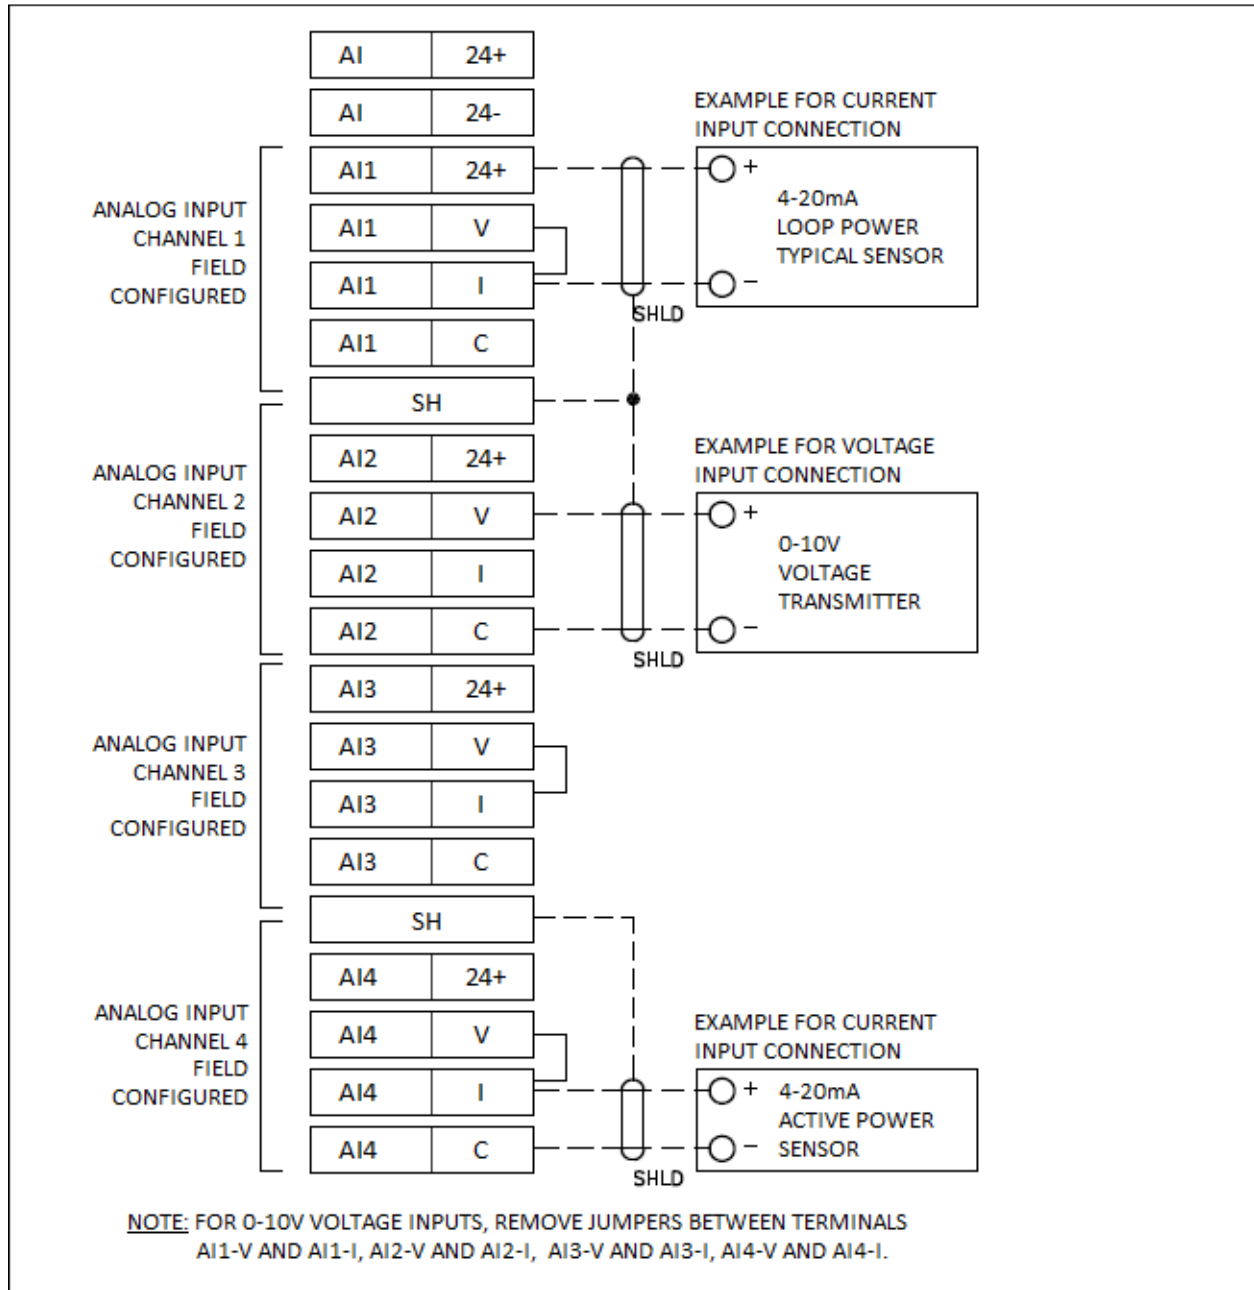 AI 24+
AI 24-
EXAMPLE FOR CURRENT
INPUT CONNECTION
ANALOG INPUT
CHANNEL 1
FIELD
CONFIGURED
AI1 24+
AI1 V
AI1 I
AI1 C
+
4-20mA
LOOP POWER
TYPICAL SENSOR
–
SHLD
SH
ANALOG INPUT
CHANNEL 2
FIELD
CONFIGURED
AI2 24+
AI2 V
AI2 I
AI2 C
EXAMPLE FOR VOLTAGE
INPUT CONNECTION
+
0-10V
VOLTAGE
TRANSMITTER
–
SHLD
ANALOG INPUT
CHANNEL 3
FIELD
CONFIGURED
AI3 24+
AI3 V
AI3 I
AI3 C
SH
ANALOG INPUT
CHANNEL 4
FIELD
CONFIGURED
AI4 24+
AI4 V
AI4 I
AI4 C
EXAMPLE FOR CURRENT
INPUT CONNECTION
+
4-20mA
ACTIVE POWER
SENSOR
–
SHLD
NOTE: FOR 0-10V VOLTAGE INPUTS, REMOVE JUMPERS BETWEEN TERMINALS
AI1-V AND AI1-I, AI2-V AND AI2-I, AI3-V AND AI3-I, AI4-V AND AI4-I.